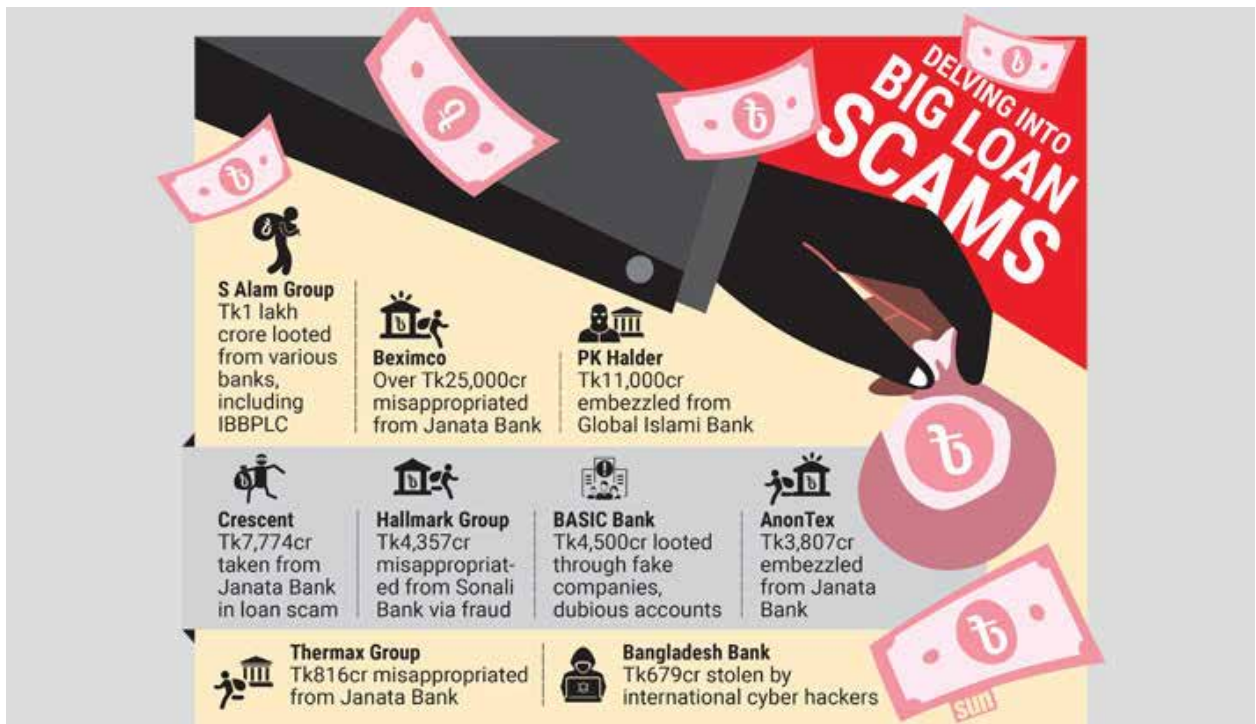 DELVING INTO
BIG LOAN
SCAMS
S Alam Group
Tk1 lakh
crore looted
from various
banks,
including
IBBPLC
Beximco
Over Tk25,000cr
misappropriated
from Janata Bank
PK Halder
Tk11,000cr
embezzled from
Global Islami Bank
Crescent
Tk7,774cr
taken from
Janata Bank
in loan scam
Hallmark Group
Tk4,357cr
misappropriat-
ed from Sonali
Bank via fraud
BASIC Bank
Tk4,500cr looted
through fake
companies,
dubious accounts
AnonTex
Tk3,807cr
embezzled
from Janata
Bank
Thermax Group
Tk816cr misappropriated
from Janata Bank
Bangladesh Bank
Tk679cr stolen by
international cyber hackers
৳
৳
৳
৳
৳
৳
sun